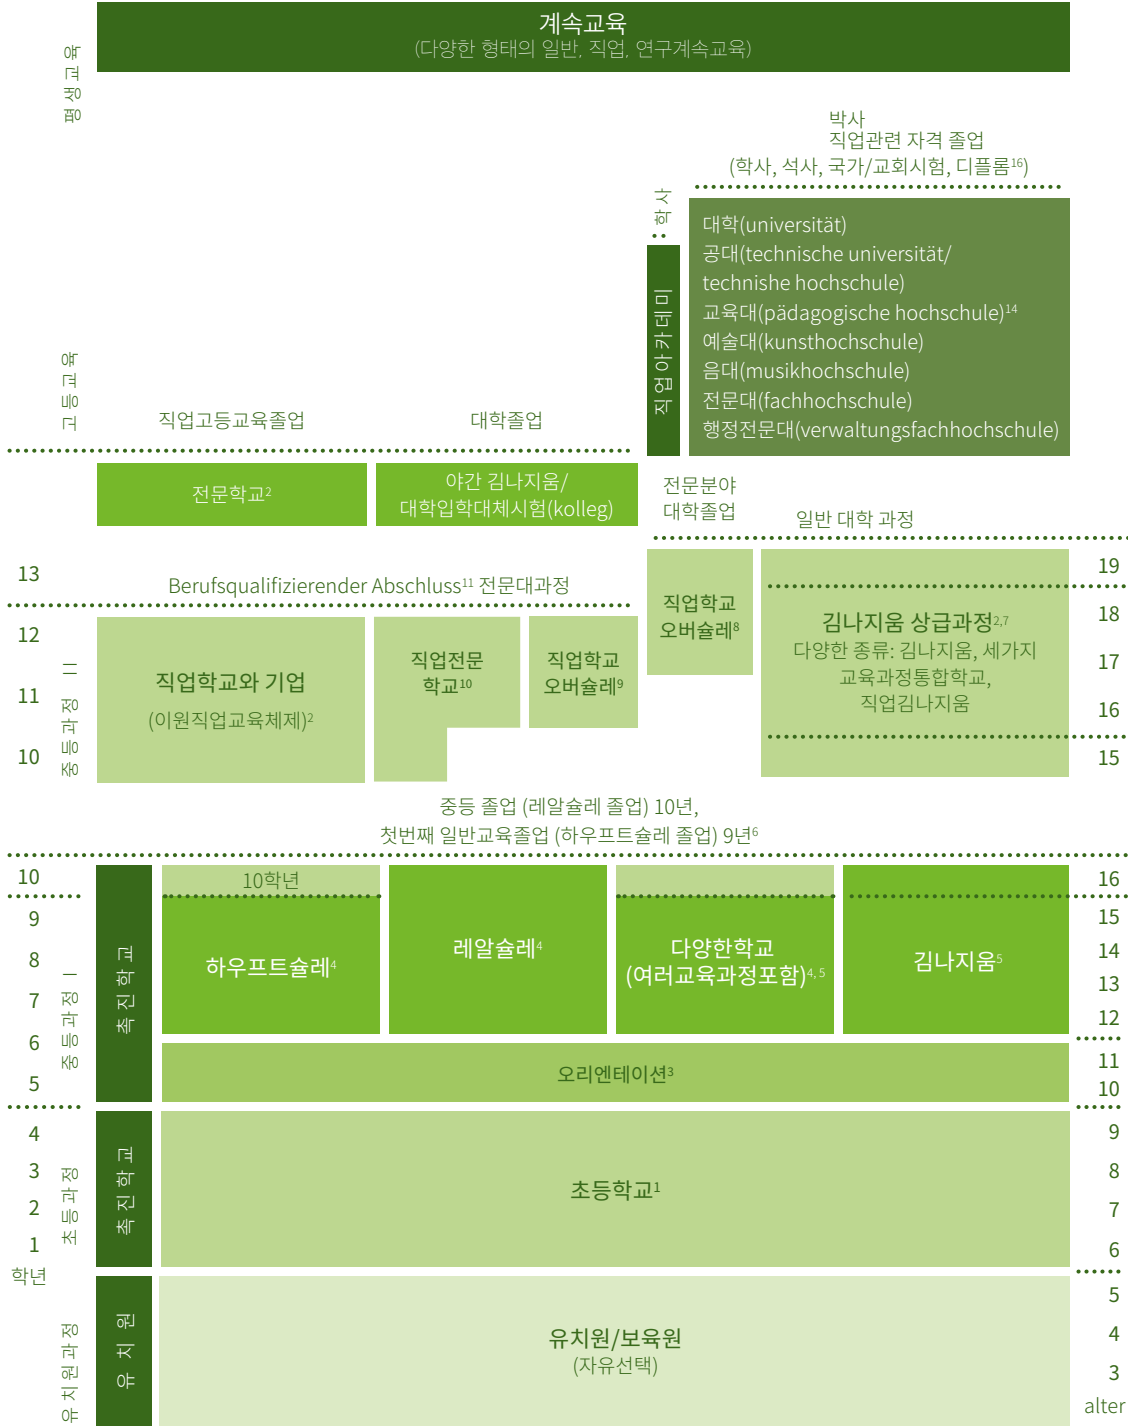 계속교육
(다양한 형태의 일반, 직업, 연구계속교육)
평생교육
박사
직업관련 자격 졸업
(학사, 석사, 국가/교회시험, 디플롬16)
학사
대학(universität)
공대(technische universität/
technishe hochschule)
교육대(pädagogische hochschule)14
예술대(kunsthochschule)
음대(musikhochschule)
전문대(fachhochschule)
행정전문대(verwaltungsfachhochschule)
직업아카데미
고등교육
직업고등교육졸업
대학졸업
전문학교2
야간 김나지움/
대학입학대체시험(kolleg)
전문분야
대학졸업
일반 대학 과정
13
Berufsqualifizierender Abschluss11 전문대과정
19
12
11
10
중등과정 II
직업학교와 기업
(이원직업교육체제)2
직업전문
학교10
직업학교
오버슐레9
직업학교
오버슐레8
김나지움 상급과정2,7
다양한 종류: 김나지움, 세가지
교육과정통합학교,
직업김나지움
18
17
16
15
중등 졸업 (레알슐레 졸업) 10년,
첫번째 일반교육졸업 (하우프트슐레 졸업) 9년6
10
9
8
7
6
5
중등과정 I
촉진학교
10학년
하우프트슐레4
레알슐레4
다양한학교
(여러교육과정포함)4, 5
김나지움5
16
15
14
13
12
오리엔테이션3
11
10
4
3
2
1
학년
초등과정
촉진학교
초등학교1
9
8
7
6
유치원과정
유치원
유치원/보육원
(자유선택)
5
4
3
alter